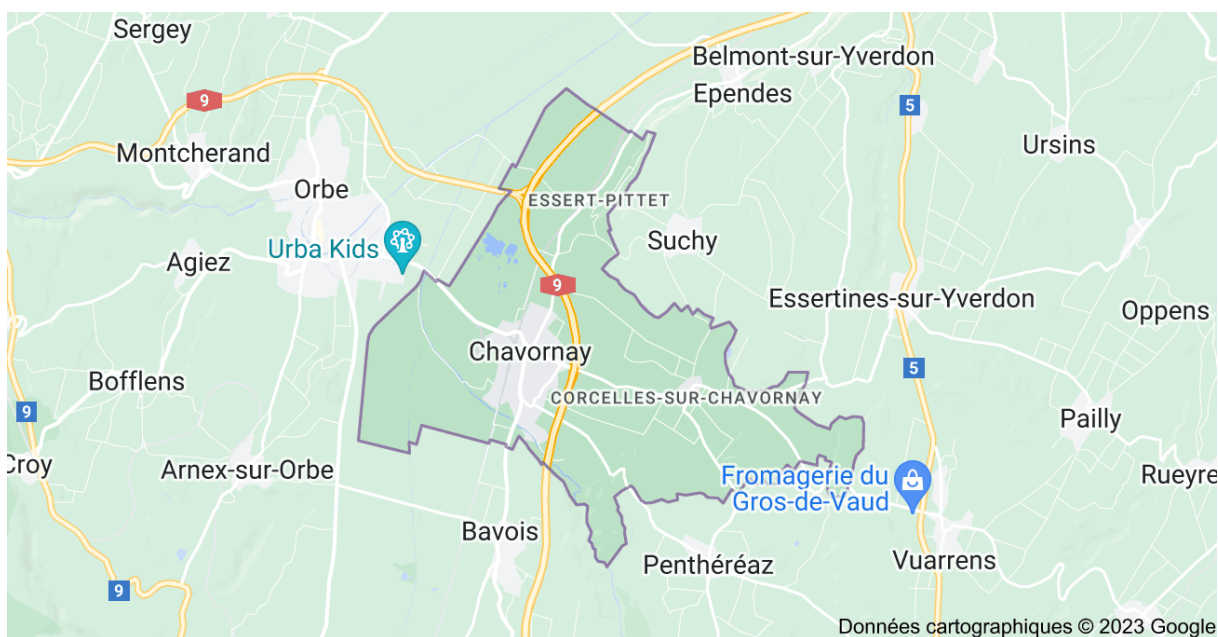 Sergey
Belmont-sur-Yverdon
Ependes
9
5
Montcherand
Ursins
Orbe
ESSERT-PITTET
Urba Kids
Suchy
Agiez
9
Essertines-sur-Yverdon
Oppens
Chavornay
Bofflens
5
CORCELLES-SUR-CHAVORNAY
9
Pailly
Croy
Arnex-sur-Orbe
Fromagerie du
Gros-de-Vaud
Rueyre
Bavois
Penthéréaz
Vuarrens
9
Données cartographiques © 2023 Google